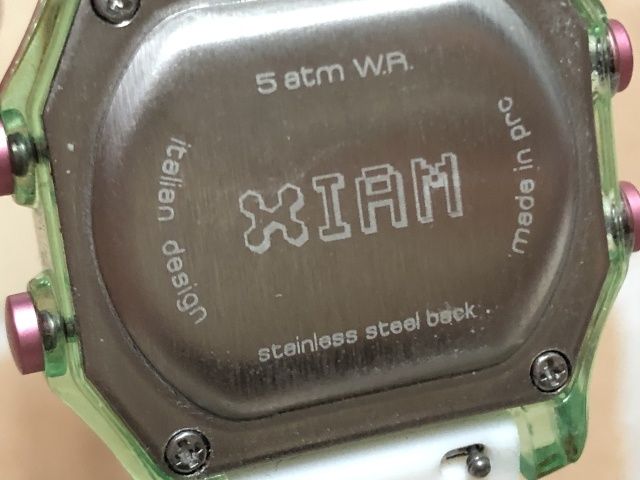 5 atm W.R.
italian design
XIAM
made in prc
stainless steel back